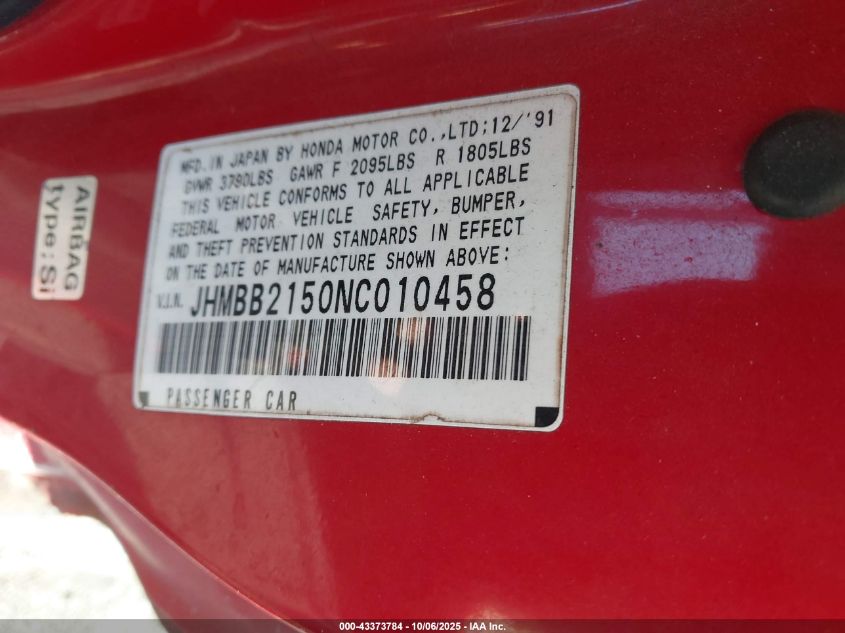 MFD.IN JAPAN BY HONDA MOTOR CO.,LTD;12/'91
GVWR 3790LBS GAWR F 2095LBS R 1805LBS
THIS VEHICLE CONFORMS TO ALL APPLICABLE
FEDERAL MOTOR VEHICLE SAFETY, BUMPER,
AND THEFT PREVENTION STANDARDS IN EFFECT
ON THE DATE OF MANUFACTURE SHOWN ABOVE:
V.I.N. JHMBB2150NC010458
PASSENGER CAR
AIRBAG
type: Si
000-43373784 - 10/06/2025 - IAA Inc.